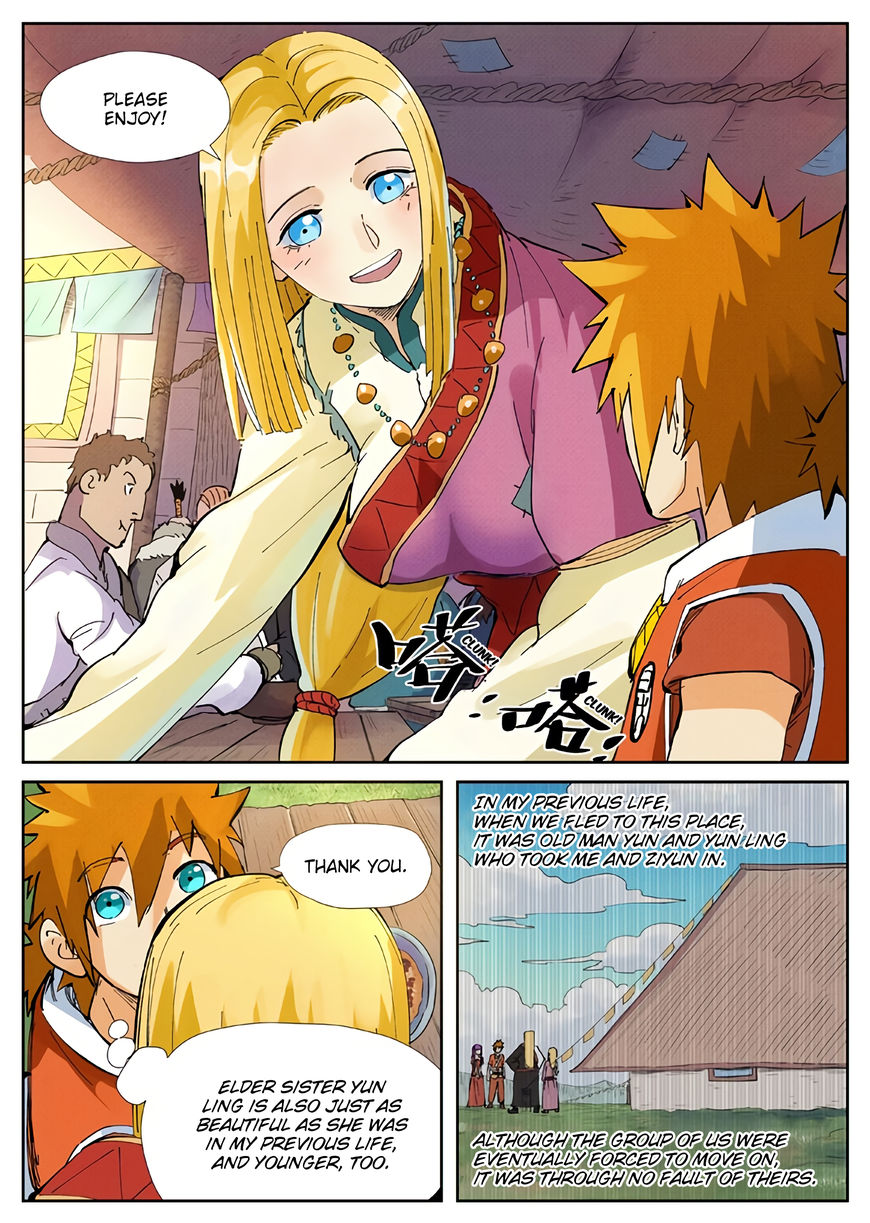 PLEASE
ENJOY!
嗒
CLUNK!
嗒
CLUNK!
THANK YOU.
ELDER SISTER YUN
LING IS ALSO JUST AS
BEAUTIFUL AS SHE WAS
IN MY PREVIOUS LIFE,
AND YOUNGER, TOO.
IN MY PREVIOUS LIFE,
WHEN WE FLED TO THIS PLACE,
IT WAS OLD MAN YUN AND YUN LING
WHO TOOK ME AND ZIYUN IN.
ALTHOUGH THE GROUP OF US WERE
EVENTUALLY FORCED TO MOVE ON,
IT WAS THROUGH NO FAULT OF THEIRS.